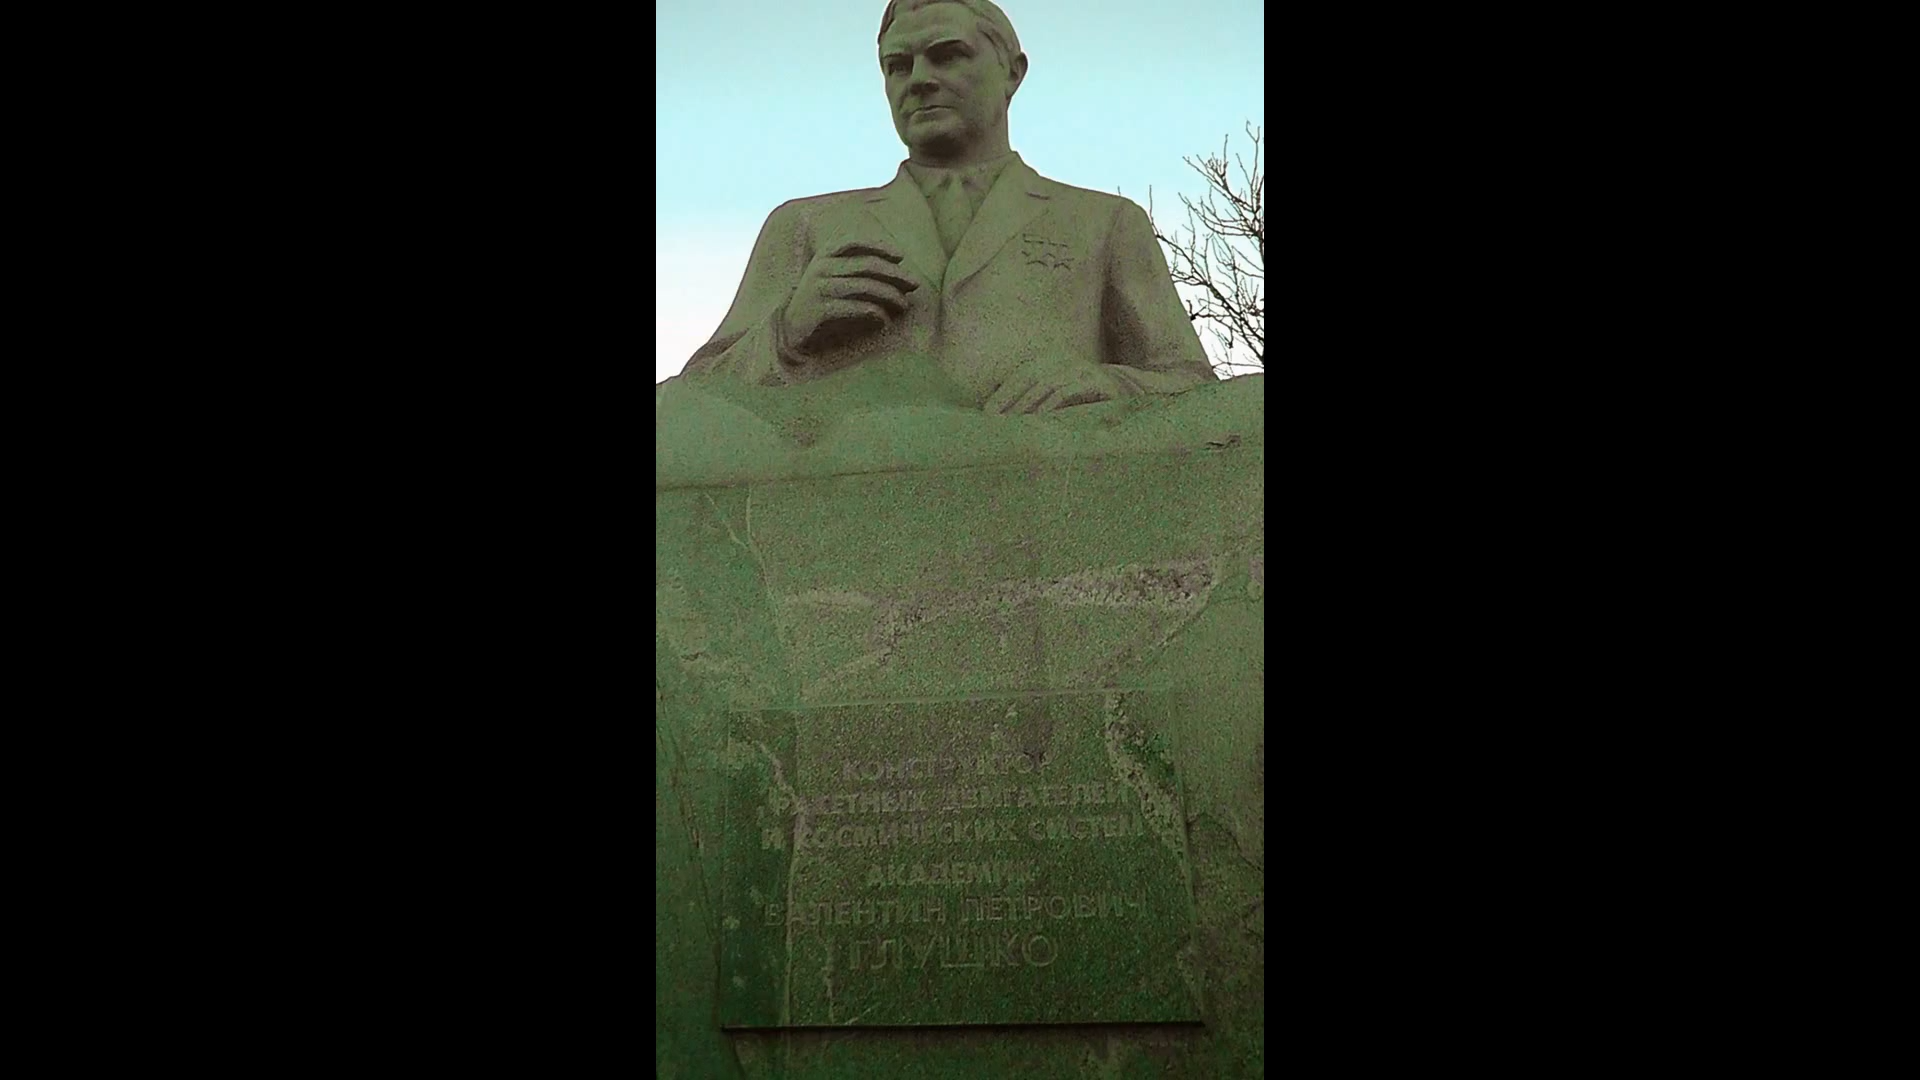 КОНСТРУКТОР
РАКЕТНЫХ ДВИГАТЕЛЕЙ
И КОСМИЧЕСКИХ СИСТЕМ
АКАДЕМИК
ВАЛЕНТИН ПЕТРОВИЧ
ГЛУШКО